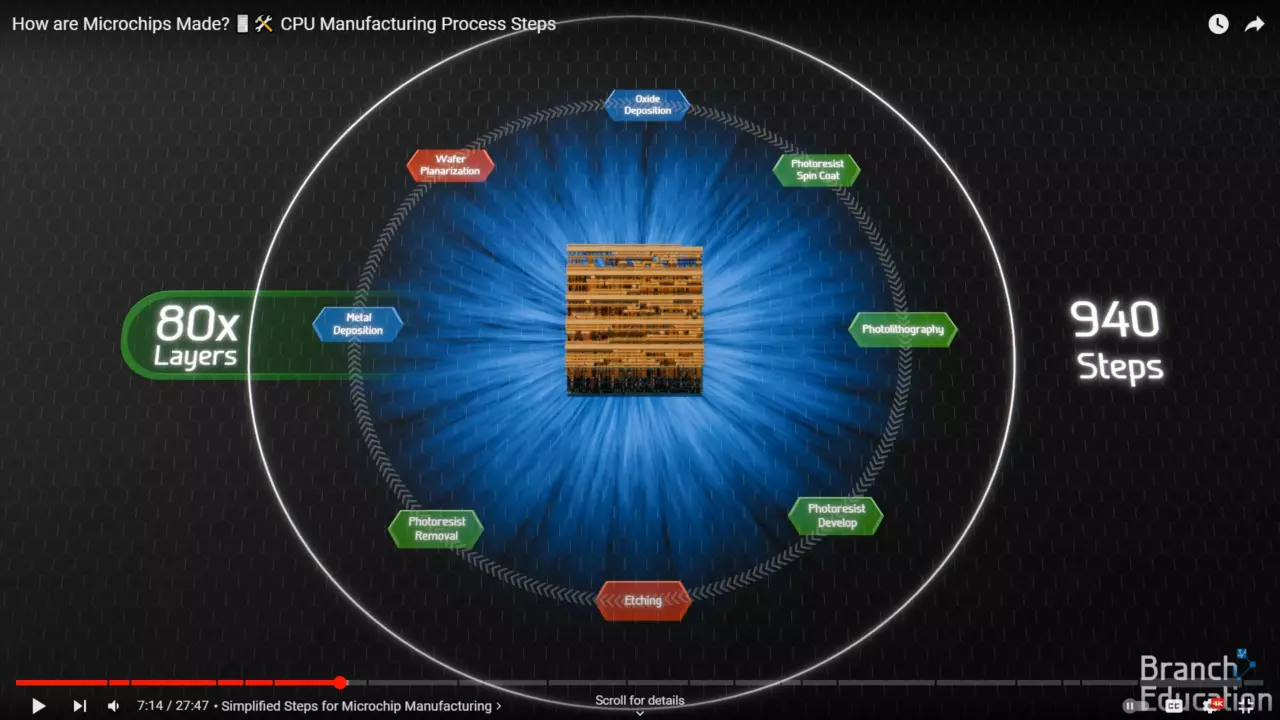 How are Microchips Made? 🖥️🛠️ CPU Manufacturing Process Steps
Oxide
Deposition
Wafer
Planarization
Photoresist
Spin Coat
80x
Layers
Metal
Deposition
Photolithography
940
Steps
Photoresist
Removal
Photoresist
Develop
Etching
Branch
Education
Scroll for details
7:14 / 27:47 • Simplified Steps for Microchip Manufacturing >
CC
4K